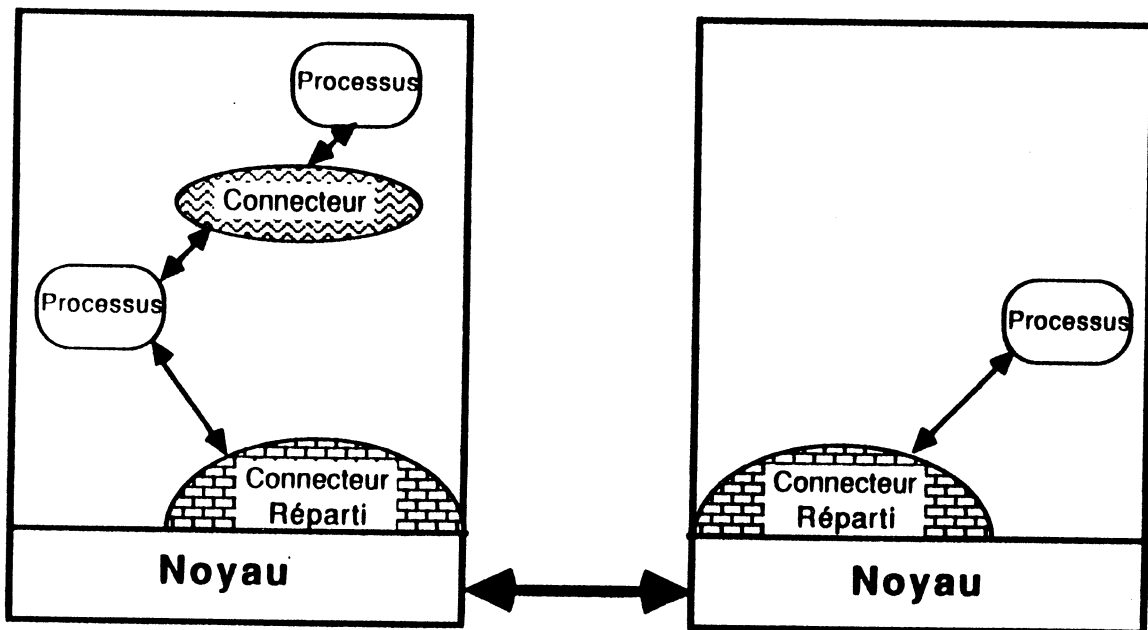 Processus
Connecteur
Processus
Connecteur
Réparti
Noyau
Processus
Connecteur
Réparti
Noyau